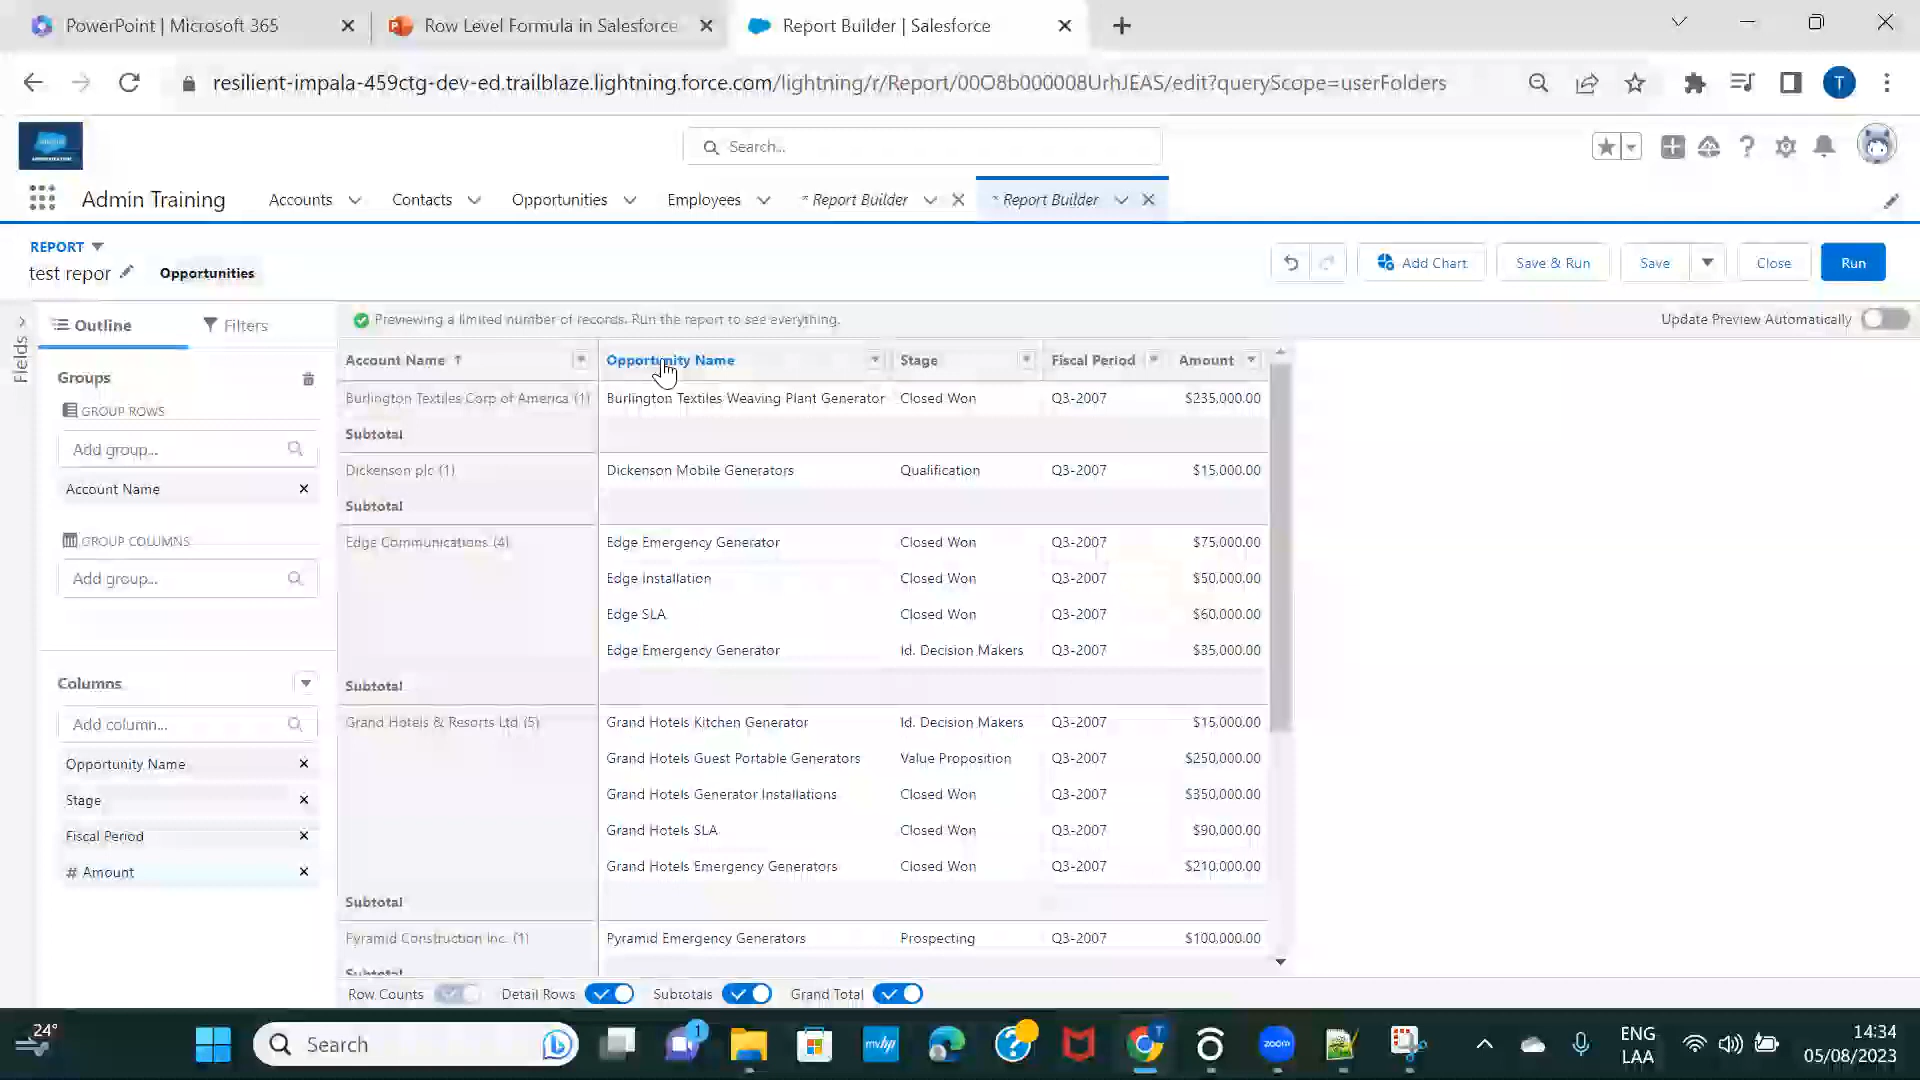 PowerPoint | Microsoft 365
Row Level Formula in Salesforce
Report Builder | Salesforce
resilient-impala-459ctg-dev-ed.trailblaze.lightning.force.com/lightning/r/Report/00O8b000008UrhJEAS/edit?queryScope=userFolders
T
Search...
Admin Training
Accounts
Contacts
Opportunities
Employees
* Report Builder
* Report Builder
REPORT
test repor
Opportunities
Add Chart
Save & Run
Save
Close
Run
Fields
Outline
Filters
Previewing a limited number of records. Run the report to see everything.
Update Preview Automatically
Groups
GROUP ROWS
Add group...
Account Name
GROUP COLUMNS
Add group...
Columns
Add column...
Opportunity Name
Stage
Fiscal Period
# Amount
Account Name ↑ Opportunity Name Stage Fiscal Period Amount
Burlington Textiles Corp of America (1) Burlington Textiles Weaving Plant Generator Closed Won Q3-2007 $235,000.00
Subtotal
Dickenson plc (1) Dickenson Mobile Generators Qualification Q3-2007 $15,000.00
Subtotal
Edge Communications (4) Edge Emergency Generator Closed Won Q3-2007 $75,000.00
Edge Installation Closed Won Q3-2007 $50,000.00
Edge SLA Closed Won Q3-2007 $60,000.00
Edge Emergency Generator Id. Decision Makers Q3-2007 $35,000.00
Subtotal
Grand Hotels & Resorts Ltd (5) Grand Hotels Kitchen Generator Id. Decision Makers Q3-2007 $15,000.00
Grand Hotels Guest Portable Generators Value Proposition Q3-2007 $250,000.00
Grand Hotels Generator Installations Closed Won Q3-2007 $350,000.00
Grand Hotels SLA Closed Won Q3-2007 $90,000.00
Grand Hotels Emergency Generators Closed Won Q3-2007 $210,000.00
Subtotal
Pyramid Construction Inc. (1) Pyramid Emergency Generators Prospecting Q3-2007 $100,000.00
Subtotal
Row Counts
Detail Rows
Subtotals
Grand Total
24°
Search
1
myhp
T
zoom
ENG
LAA
14:34
05/08/2023